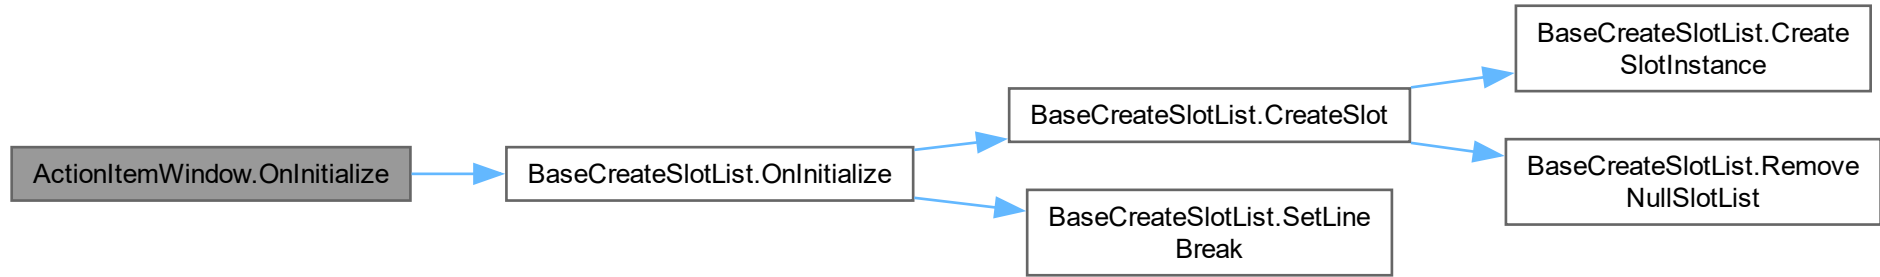 ActionItemWindow.OnInitialize
BaseCreateSlotList.OnInitialize
BaseCreateSlotList.CreateSlot
BaseCreateSlotList.Create
SlotInstance
BaseCreateSlotList.Remove
NullSlotList
BaseCreateSlotList.SetLine
Break